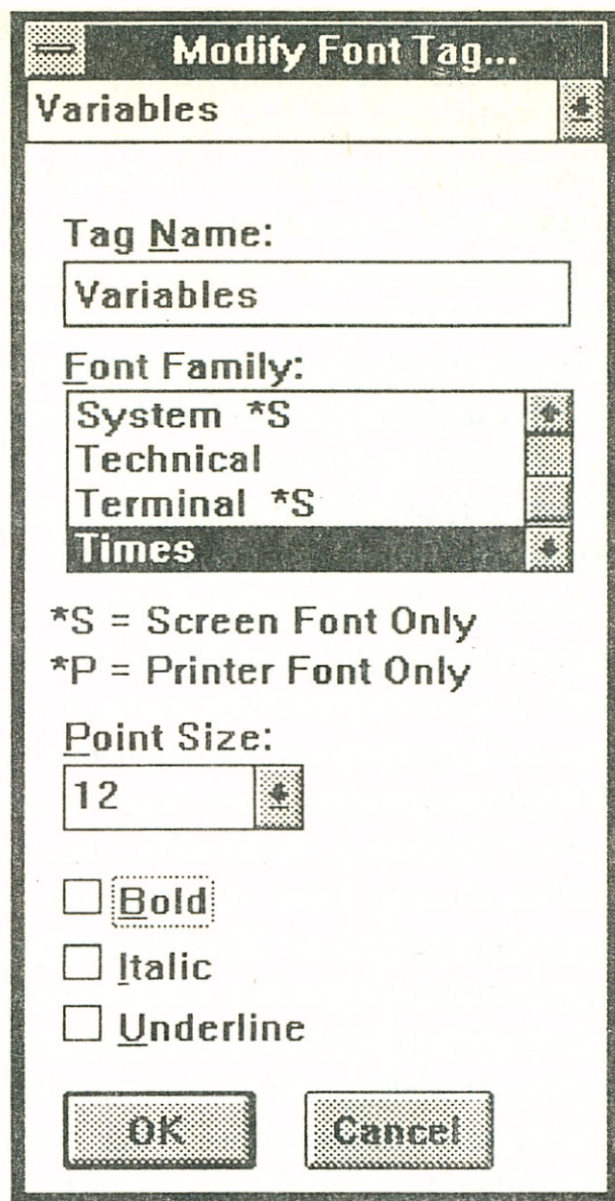 Modify Font Tag...
Variables
Tag Name:
Variables
Font Family:
System *S
Technical
Terminal *S
Times
*S = Screen Font Only
*P = Printer Font Only
Point Size:
12
Bold
Italic
Underline
OK Cancel